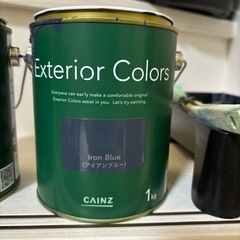 Exterior Colors
Everyone can early make a comfortable original.
Exterior Colors assist in you. Let's try painting.
Iron Blue
(アイアンブルー)
CAINZ
1kg